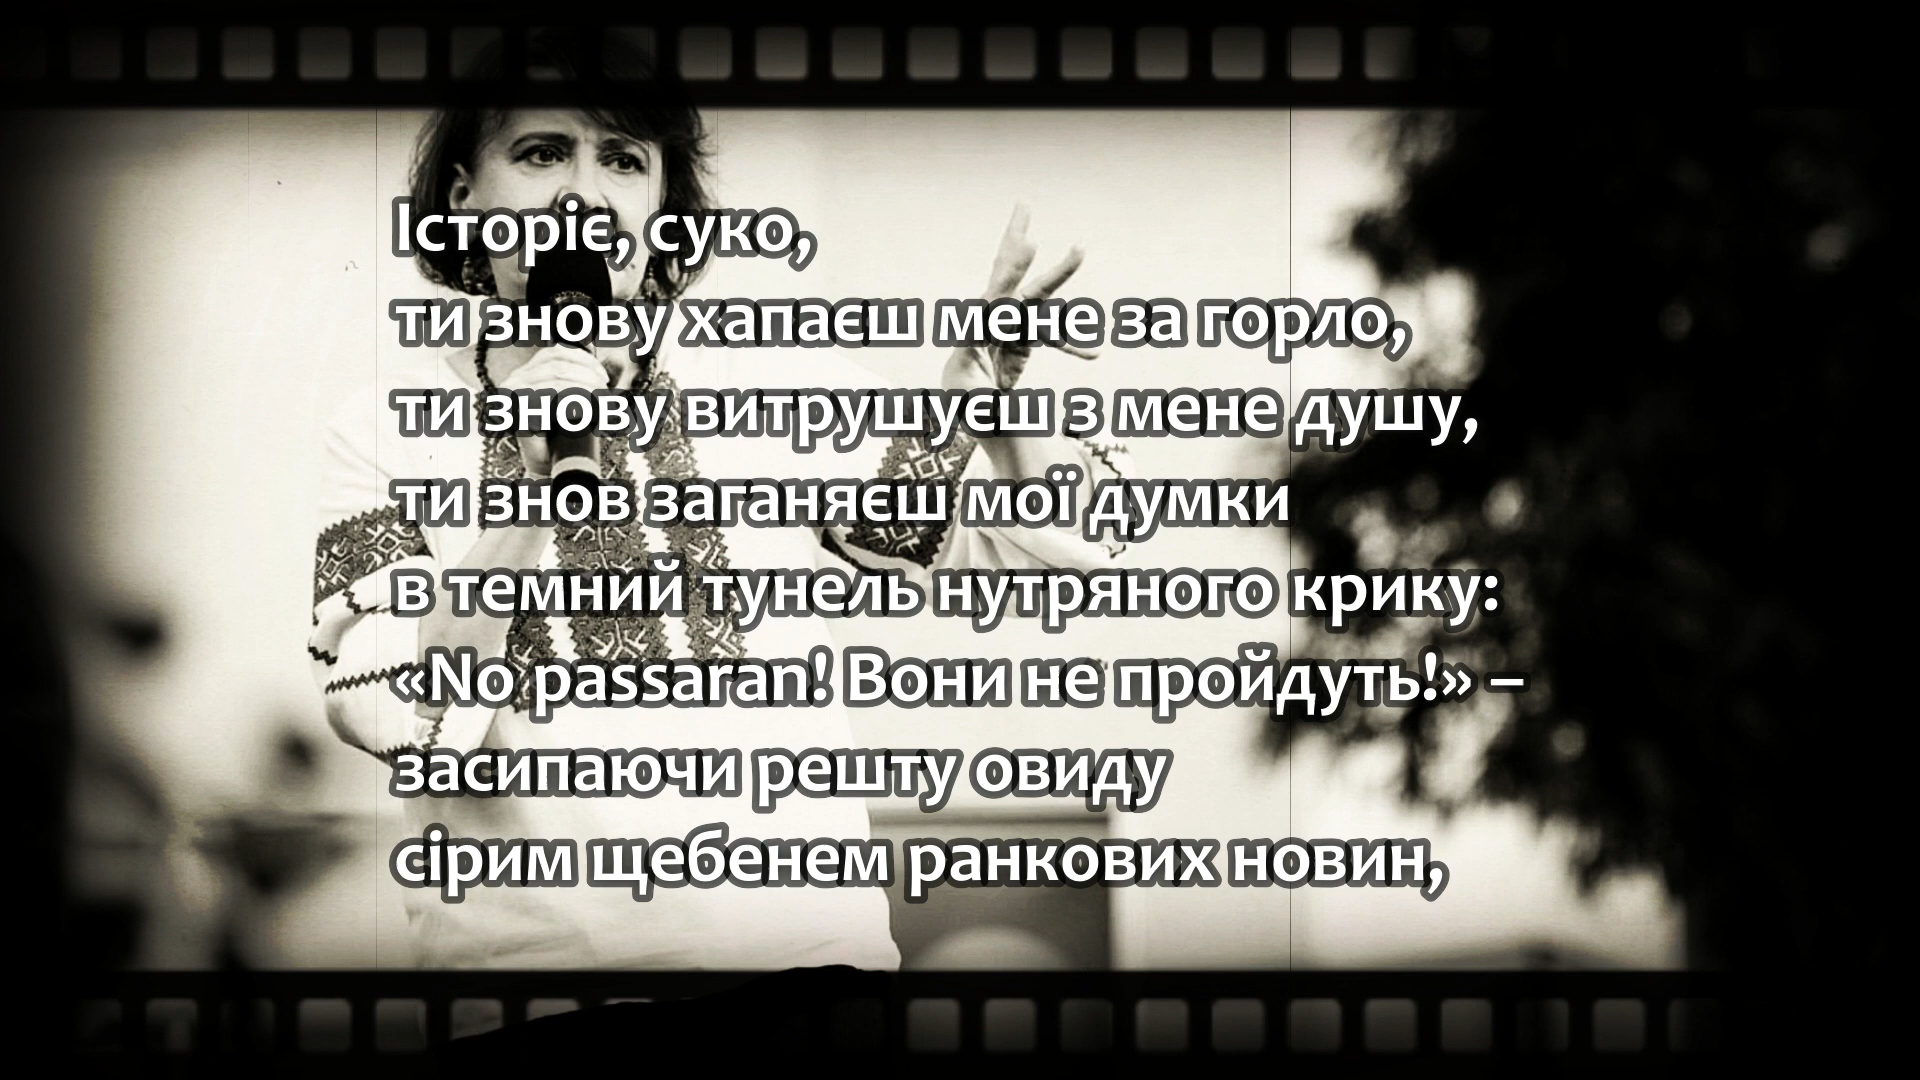 Історіє, суко,
ти знову хапаєш мене за горло,
ти знову витрушуєш з мене душу,
ти знов заганяєш мої думки
в темний тунель нутряного крику:
«No passaran! Вони не пройдуть!» –
засипаючи решту овиду
сірим щебенем ранкових новин,